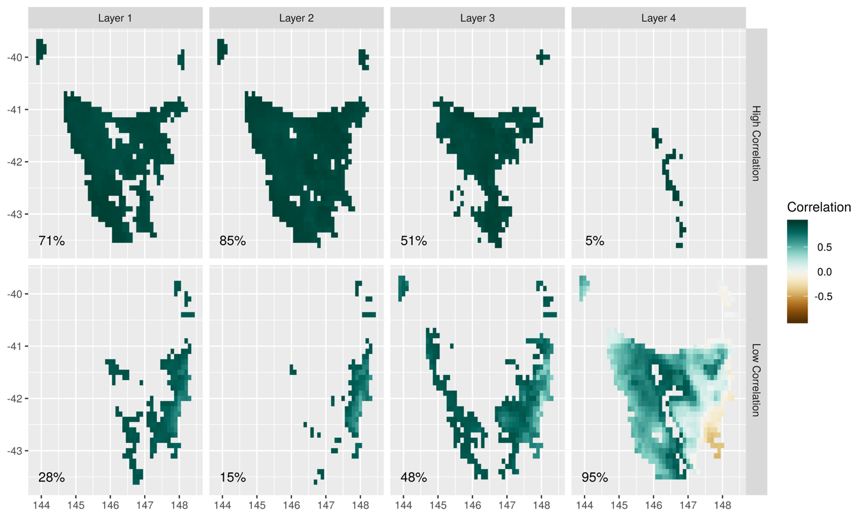 Layer 1 Layer 2 Layer 3 Layer 4
-40
-41
-42
-43
71% 85% 51% 5%
High Correlation
-40
-41
-42
-43
28% 15% 48% 95%
Low Correlation
144 145 146 147 148 144 145 146 147 148 144 145 146 147 148 144 145 146 147 148
Correlation
0.5
0.0
-0.5